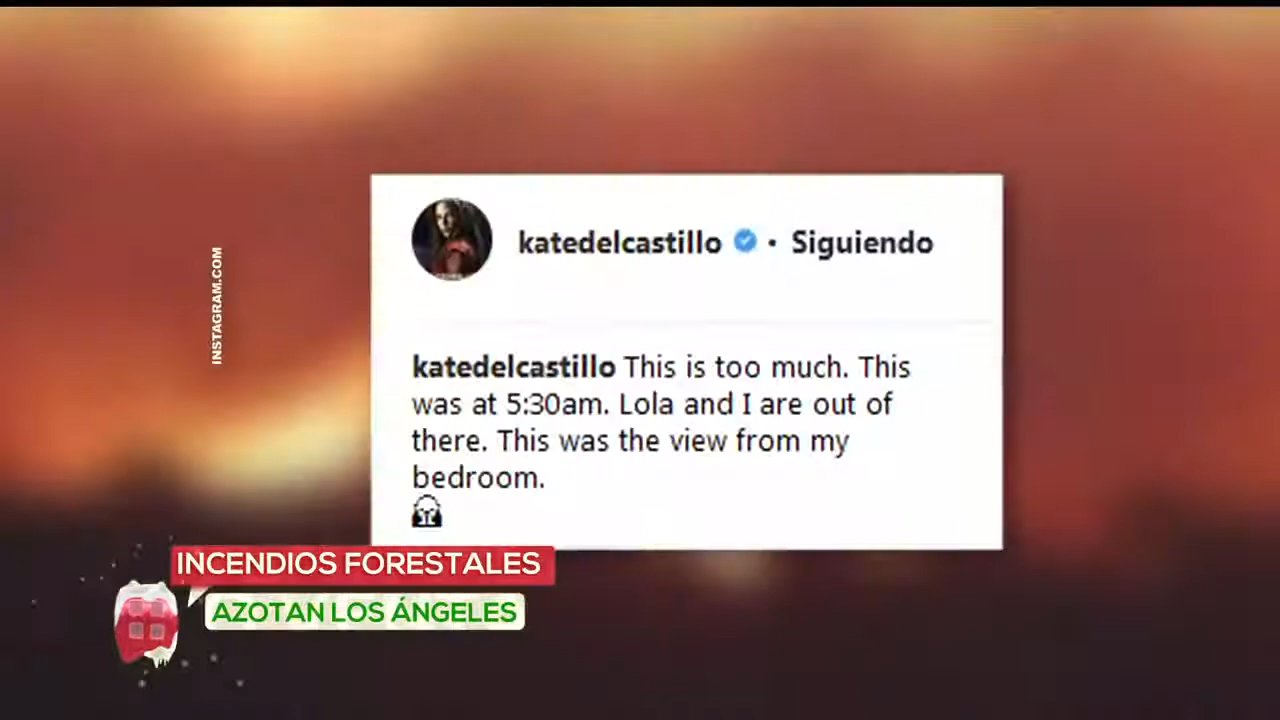 katedelcastillo • Siguiendo
INSTAGRAM.COM
katedelcastillo This is too much. This
was at 5:30am. Lola and I are out of
there. This was the view from my
bedroom.
INCENDIOS FORESTALES
AZOTAN LOS ÁNGELES